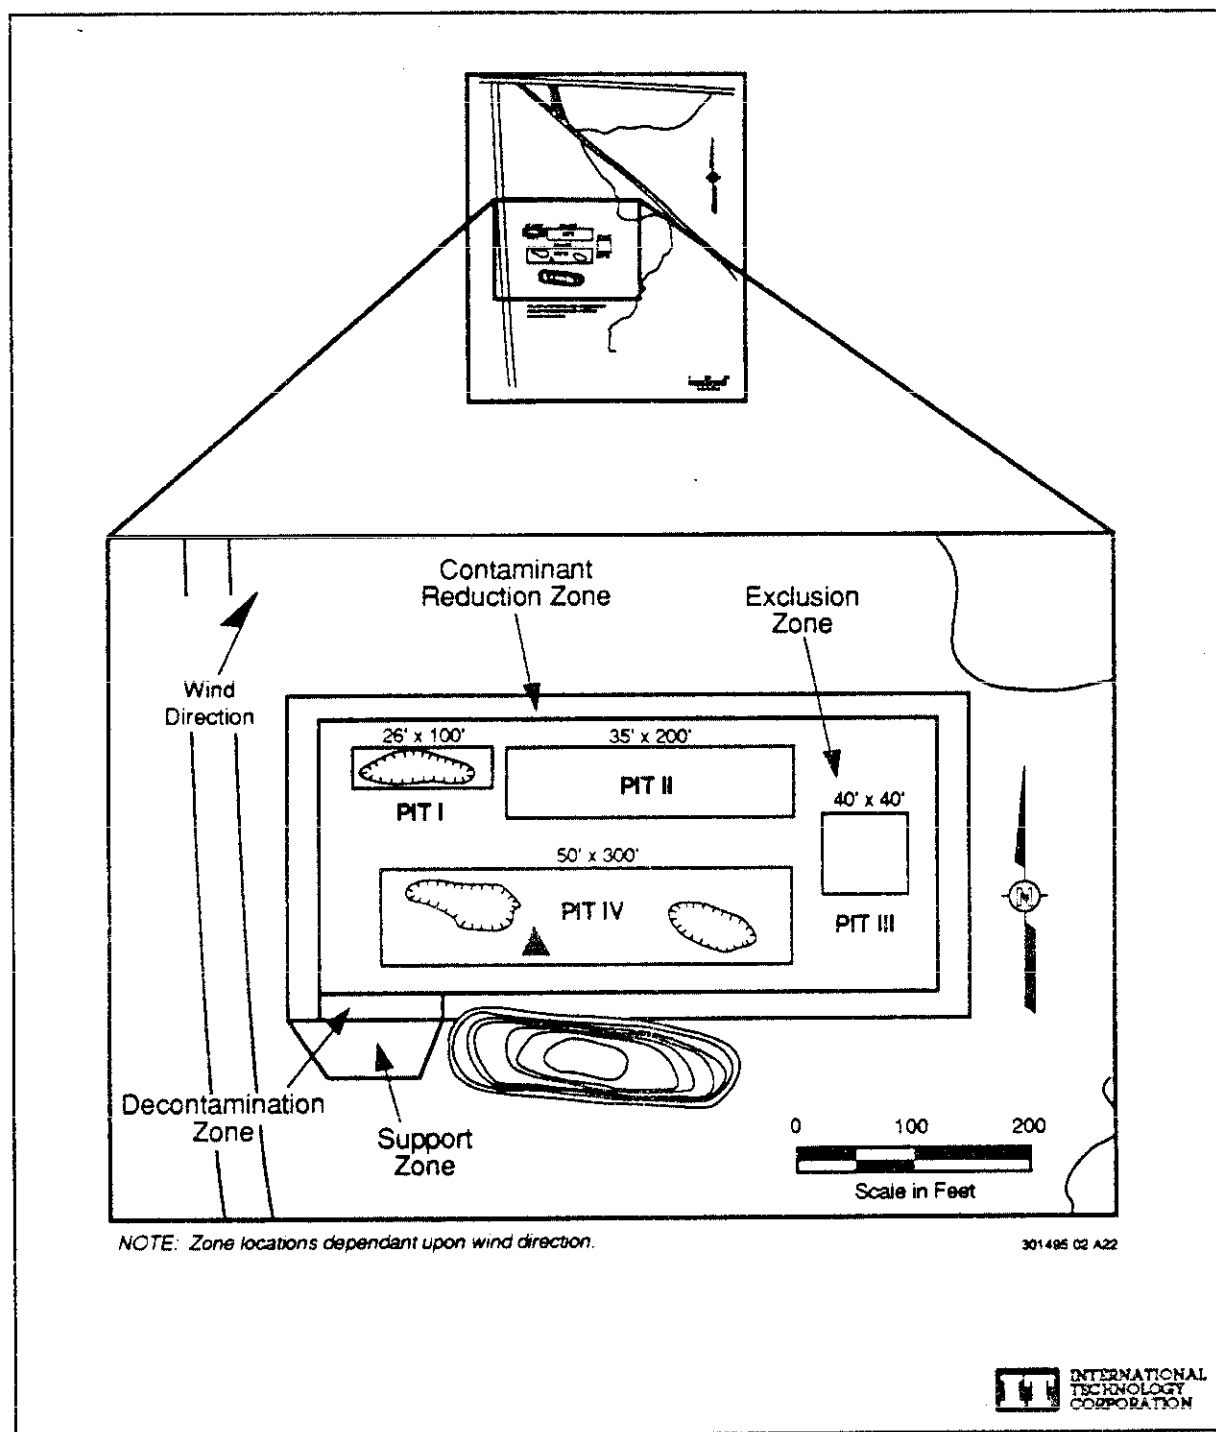 Contaminant
Reduction Zone
Exclusion
Zone
Wind
Direction
26' x 100'
35' x 200'
PIT I
PIT II
40' x 40'
50' x 300'
PIT IV
PIT III
N
Decontamination
Zone
Support
Zone
0 100 200
Scale in Feet
NOTE: Zone locations dependant upon wind direction.
301495 02 A22
INTERNATIONAL
TECHNOLOGY
CORPORATION